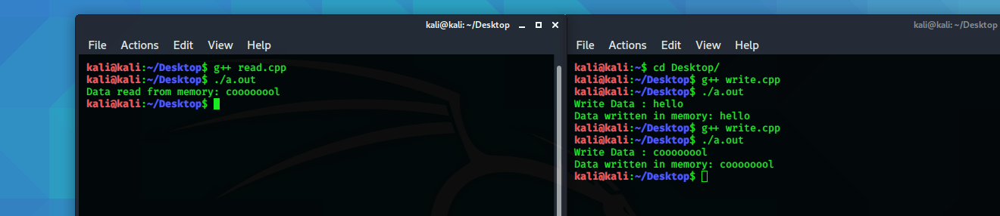 kali@kali: ~/Desktop
File Actions Edit View Help
kali@kali:~/Desktop$ g++ read.cpp
kali@kali:~/Desktop$ ./a.out
Data read from memory: coooooool
kali@kali:~/Desktop$
kali@kali: ~/Desktop
File Actions Edit View Help
kali@kali:~$ cd Desktop/
kali@kali:~/Desktop$ g++ write.cpp
kali@kali:~/Desktop$ ./a.out
Write Data : hello
Data written in memory: hello
kali@kali:~/Desktop$ g++ write.cpp
kali@kali:~/Desktop$ ./a.out
Write Data : coooooool
Data written in memory: coooooool
kali@kali:~/Desktop$